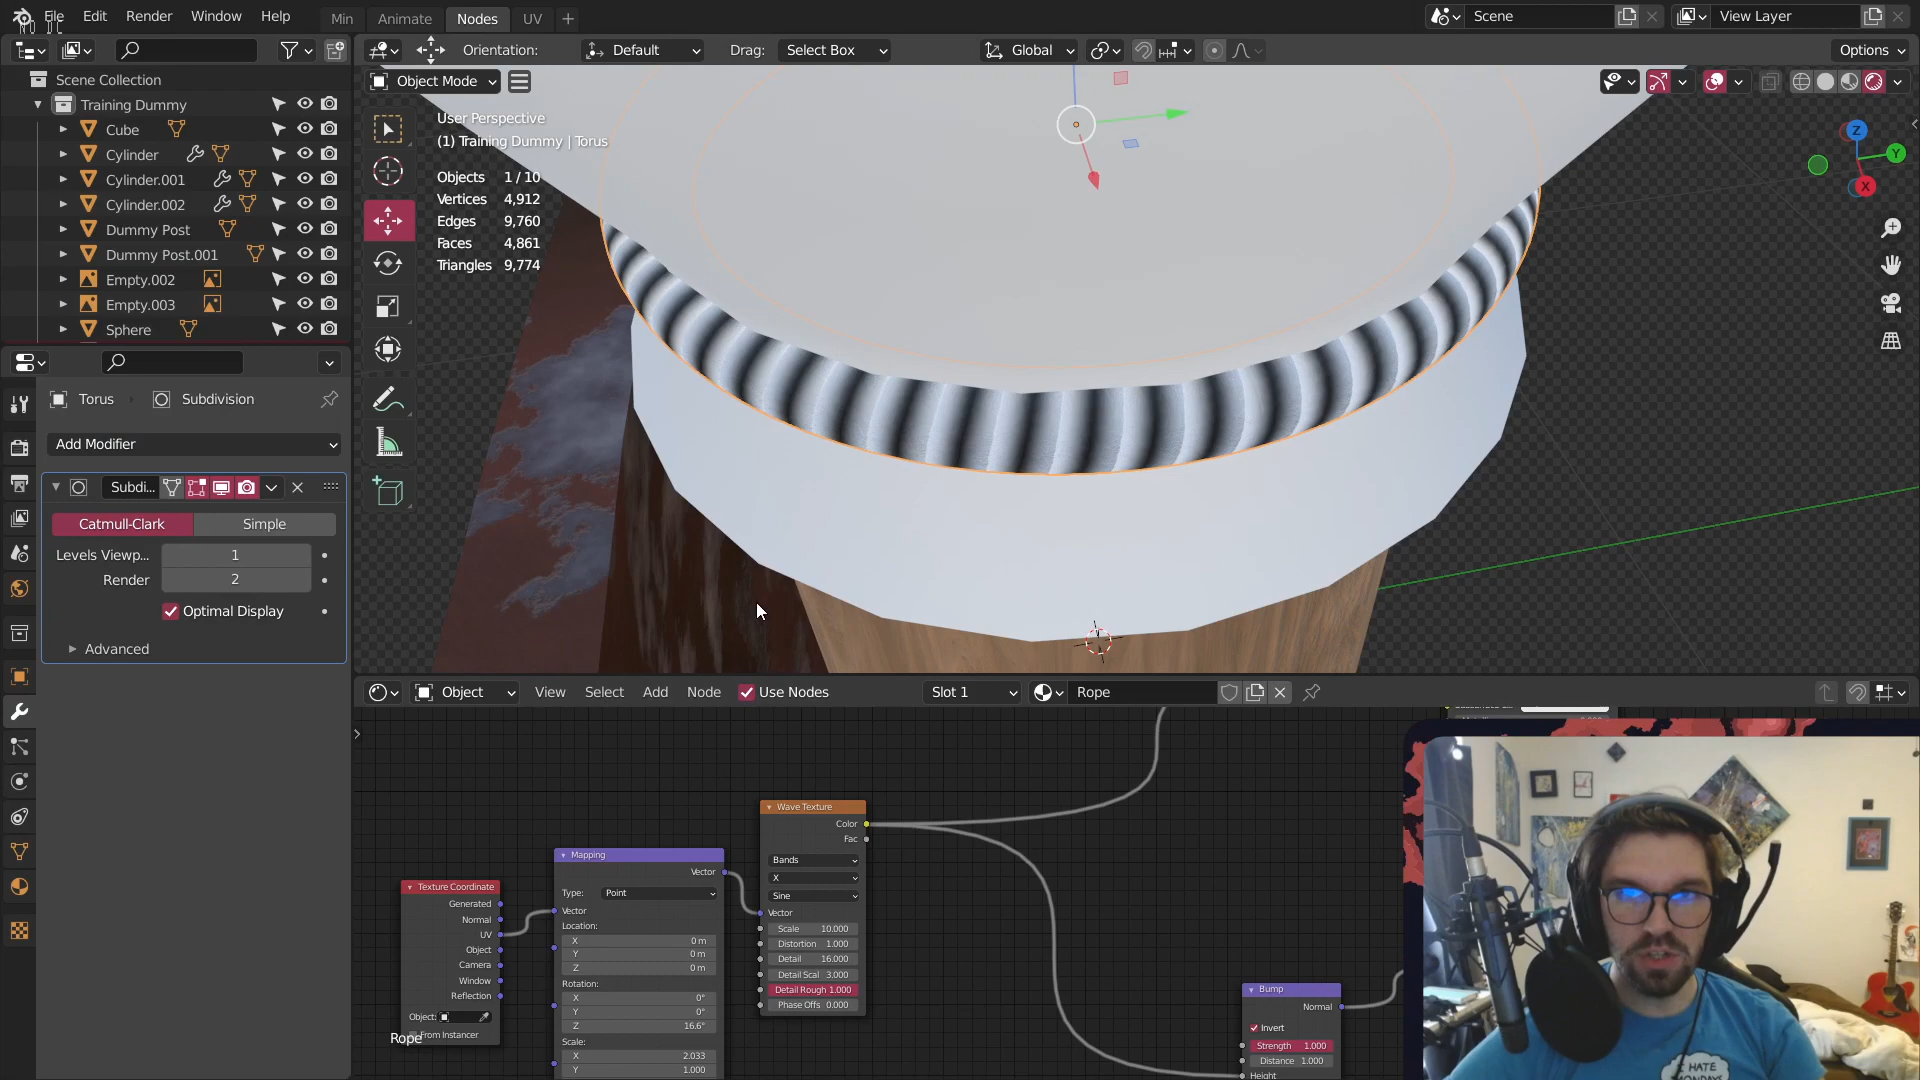 File Edit Render Window Help
Min Animate Nodes UV
Scene
View Layer
Orientation: Default Drag: Select Box
Global
Options
Object Mode
Scene Collection
Training Dummy
Cube
Cylinder
Cylinder.001
Cylinder.002
Dummy Post
Dummy Post.001
Empty.002
Empty.003
Sphere
User Perspective
(1) Training Dummy | Torus
Objects 1 / 10
Vertices 4,912
Edges 9,760
Faces 4,861
Triangles 9,774
Z
Y
X
Torus Subdivision
Add Modifier
Subdi...
Catmull-Clark Simple
Levels Viewp... 1
Render 2
Optimal Display
Advanced
Object View Select Add Node Use Nodes Slot 1 Rope
Texture Coordinate
Generated
Normal
UV
Object
Camera
Window
Reflection
Object:
From Instancer
Rope
Mapping
Vector
Type: Point
Vector
Location:
X 0 m
Y 0 m
Z 0 m
Rotation:
X 0°
Y 0°
Z 16.6°
Scale:
X 2.033
Y 1.000
Wave Texture
Color
Fac
Bands
X
Sine
Vector
Scale 10.000
Distortion 1.000
Detail 16.000
Detail Scal 3.000
Detail Rough 1.000
Phase Offs 0.000
Bump
Normal
Invert
Strength 1.000
Distance 1.000
Height
I HATE
MONDAYS